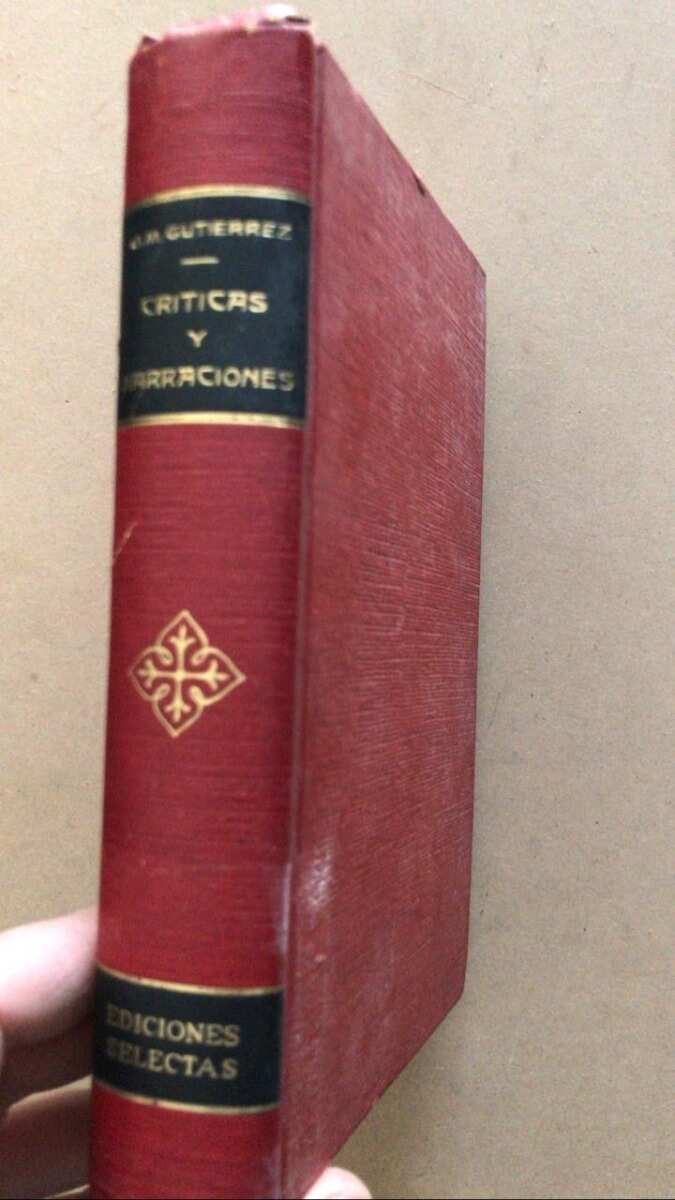 J.M. GUTIERREZ
CRITICAS
Y
NARRACIONES
EDICIONES
SELECTAS